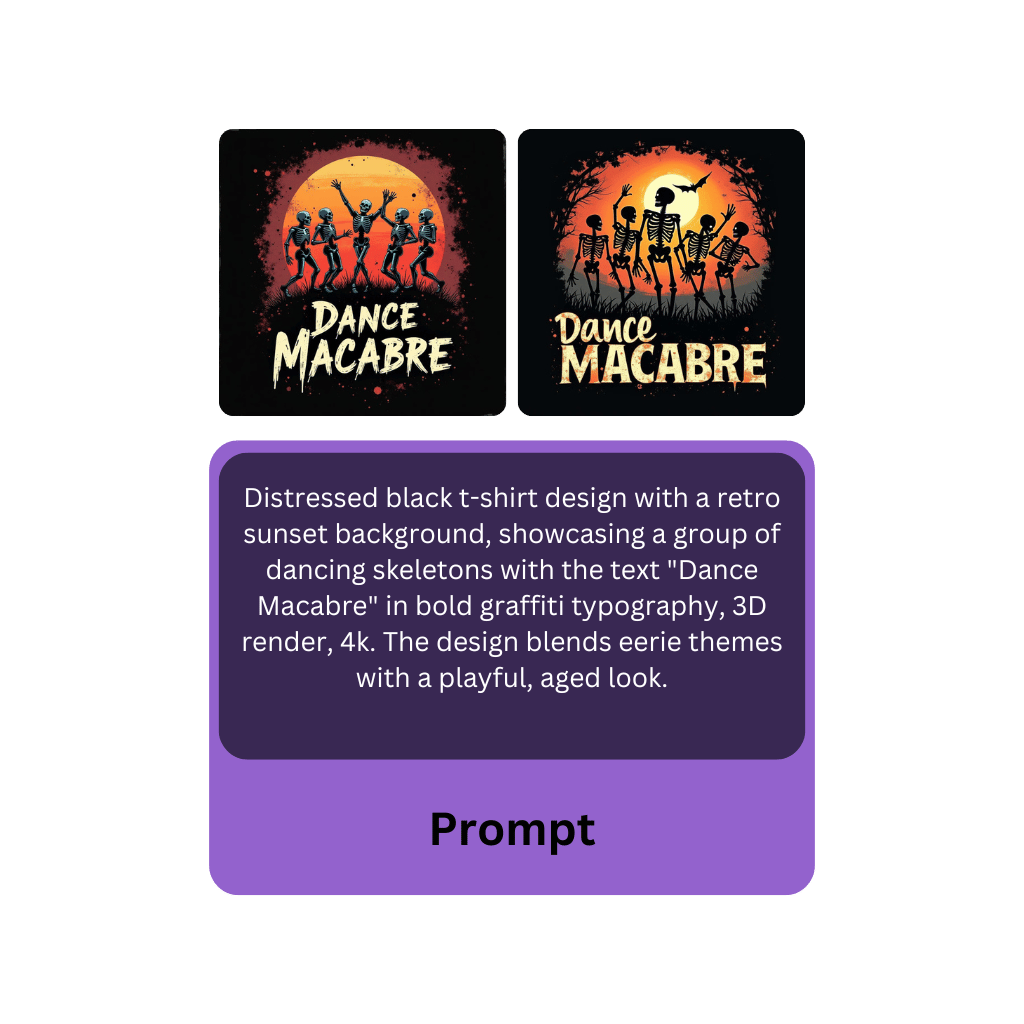 DANCE
MACABRE
Dance
MACABRE
Distressed black t-shirt design with a retro
sunset background, showcasing a group of
dancing skeletons with the text "Dance
Macabre" in bold graffiti typography, 3D
render, 4k. The design blends eerie themes
with a playful, aged look.
Prompt